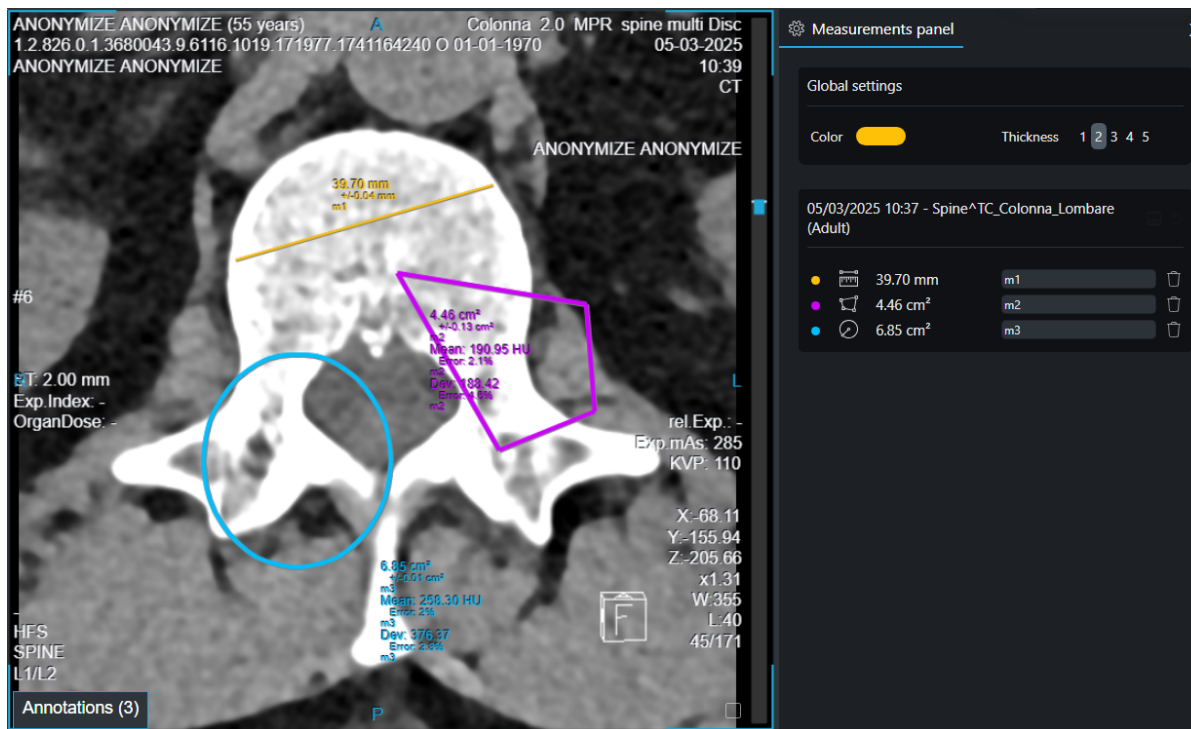 ANONYMIZE ANONYMIZE (55 years)
1.2.826.0.1.3680043.9.6116.1019.171977.1741164240 O 01-01-1970
ANONYMIZE ANONYMIZE
A
Colonna 2.0 MPR spine multi Disc
05-03-2025
10:39
CT
ANONYMIZE ANONYMIZE
39.70 mm
+/-0.04 mm
m1
#6
4.46 cm²
+/-0.13 cm²
m2
Mean: 190.95 HU
Error: 2.1%
m2
Dev: 188.42
Error: 4.6%
m2
ST: 2.00 mm
Exp.Index: -
OrganDose: -
L
rel.Exp.: -
Exp.mAs: 285
KVP: 110
X:-68.11
Y:-155.94
Z:-205.66
x1.31
W:355
L:40
45/171
6.85 cm²
+/-0.01 cm²
m3
Mean: 258.30 HU
Error: 2%
m3
Dev: 376.37
Error: 2.8%
m3
F
HFS
SPINE
L1/L2
Annotations (3)
P
Measurements panel
Global settings
Color
Thickness 1 2 3 4 5
05/03/2025 10:37 - Spine^TC_Colonna_Lombare
(Adult)
39.70 mm m1
4.46 cm² m2
6.85 cm² m3